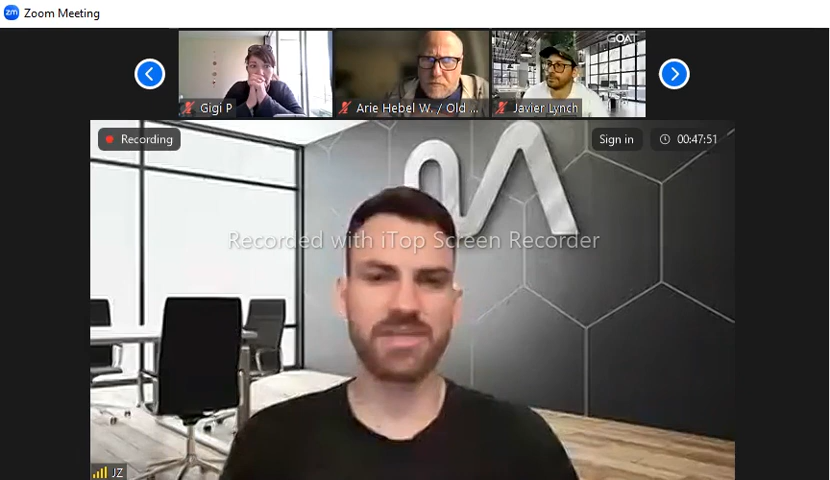 zm Zoom Meeting
GOAT
Gigi P
Arie Hebel W. / Old ...
Javier Lynch
Recording
Sign in
00:47:51
Recorded with iTop Screen Recorder
JZ